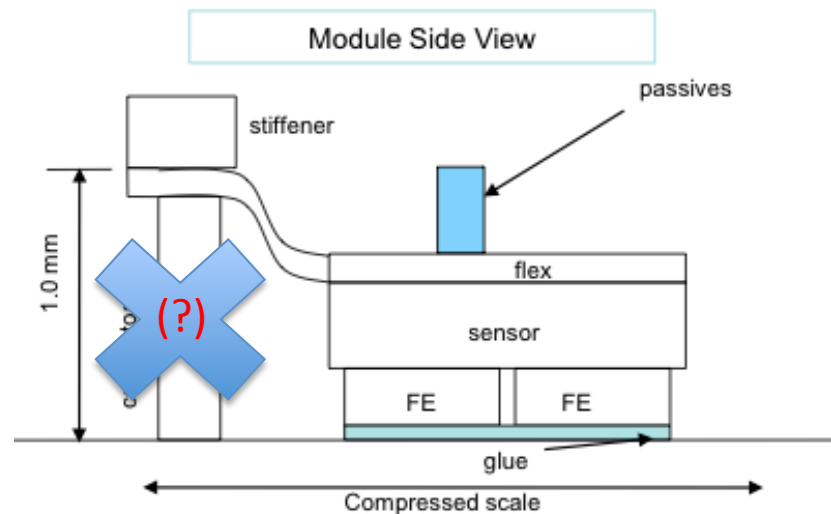 Module Side View
passives
stiffener
1.0 mm
(?)
flex
sensor
FE
FE
glue
Compressed scale